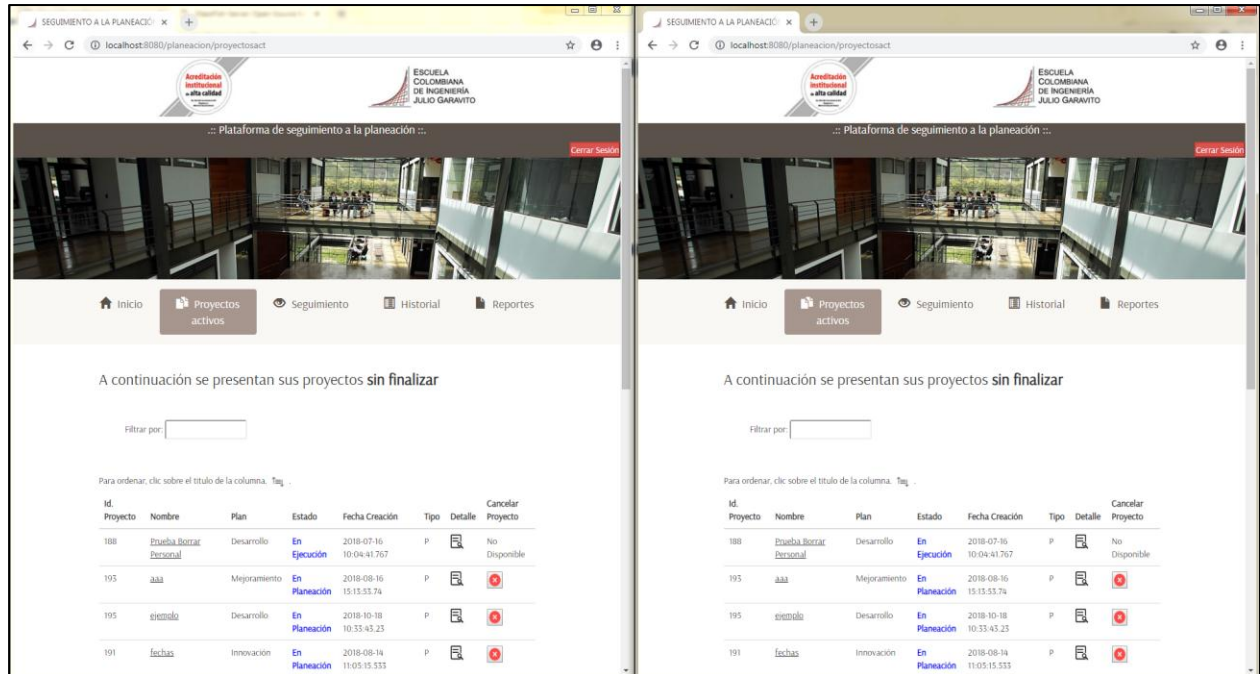 SEGUIMIENTO A LA PLANEACIÓ
localhost:8080/planeacion/proyectosact
Acreditación
institucional
de alta calidad
ESCUELA
COLOMBIANA
DE INGENIERÍA
JULIO GARAVITO
.:: Plataforma de seguimiento a la planeación ::.
Cerrar Sesión
Inicio
Proyectos
activos
Seguimiento
Historial
Reportes
A continuación se presentan sus proyectos sin finalizar
Filtrar por:
Para ordenar, clic sobre el titulo de la columna. .
Id. Proyecto Nombre Plan Estado Fecha Creación Tipo Detalle Cancelar Proyecto
188 Prueba Borrar Personal Desarrollo En Ejecución 2018-07-16 10:04:41.767 P No Disponible
193 aaa Mejoramiento En Planeación 2018-08-16 15:13:53.74 P
195 ejemplo Desarrollo En Planeación 2018-10-18 10:33:43.23 P
191 fechas Innovación En Planeación 2018-08-14 11:05:15.333 P
SEGUIMIENTO A LA PLANEACIÓ
localhost:8080/planeacion/proyectosact
Acreditación
institucional
de alta calidad
ESCUELA
COLOMBIANA
DE INGENIERÍA
JULIO GARAVITO
.:: Plataforma de seguimiento a la planeación ::.
Cerrar Sesión
Inicio
Proyectos
activos
Seguimiento
Historial
Reportes
A continuación se presentan sus proyectos sin finalizar
Filtrar por:
Para ordenar, clic sobre el titulo de la columna. .
Id. Proyecto Nombre Plan Estado Fecha Creación Tipo Detalle Cancelar Proyecto
188 Prueba Borrar Personal Desarrollo En Ejecución 2018-07-16 10:04:41.767 P No Disponible
193 aaa Mejoramiento En Planeación 2018-08-16 15:13:53.74 P
195 ejemplo Desarrollo En Planeación 2018-10-18 10:33:43.23 P
191 fechas Innovación En Planeación 2018-08-14 11:05:15.333 P